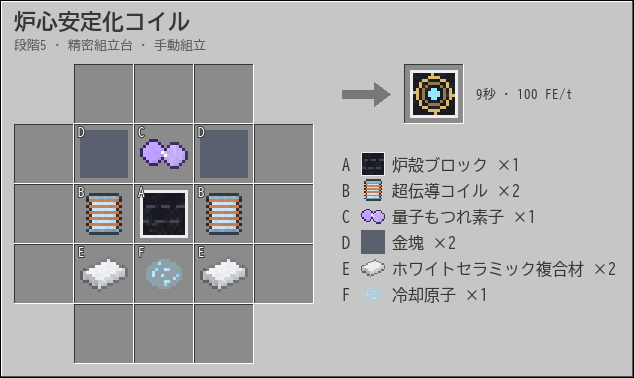 炉心安定化コイル
段階5 · 精密組立台 · 手動組立
D C D
9秒 · 100 FE/t
B A B
E F E
A 炉殻ブロック ×1
B 超伝導コイル ×2
C 量子もつれ素子 ×1
D 金塊 ×2
E ホワイトセラミック複合材 ×2
F 冷却原子 ×1